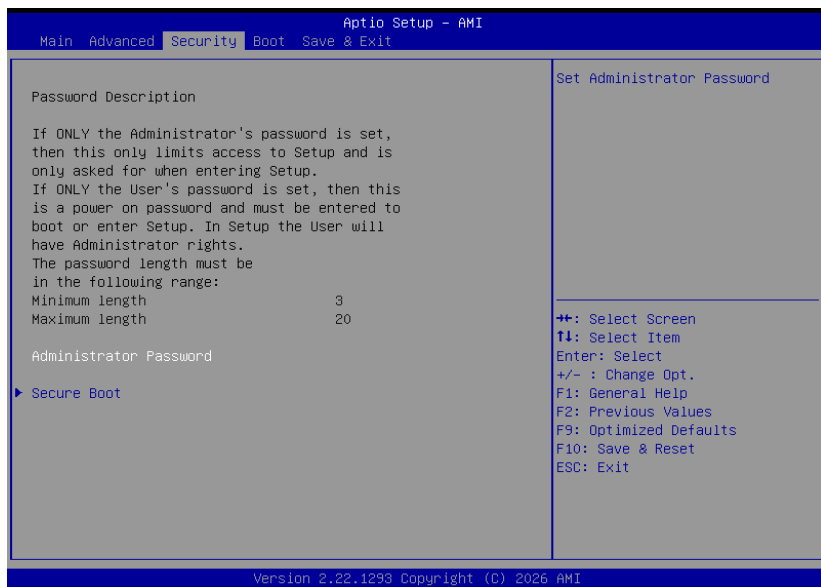 Aptio Setup – AMI
Main Advanced Security Boot Save & Exit
Password Description
If ONLY the Administrator's password is set,
then this only limits access to Setup and is
only asked for when entering Setup.
If ONLY the User's password is set, then this
is a power on password and must be entered to
boot or enter Setup. In Setup the User will
have Administrator rights.
The password length must be
in the following range:
Minimum length 3
Maximum length 20
Administrator Password
Secure Boot
Set Administrator Password
→←: Select Screen
↑↓: Select Item
Enter: Select
+/- : Change Opt.
F1: General Help
F2: Previous Values
F9: Optimized Defaults
F10: Save & Reset
ESC: Exit
Version 2.22.1293 Copyright (C) 2026 AMI